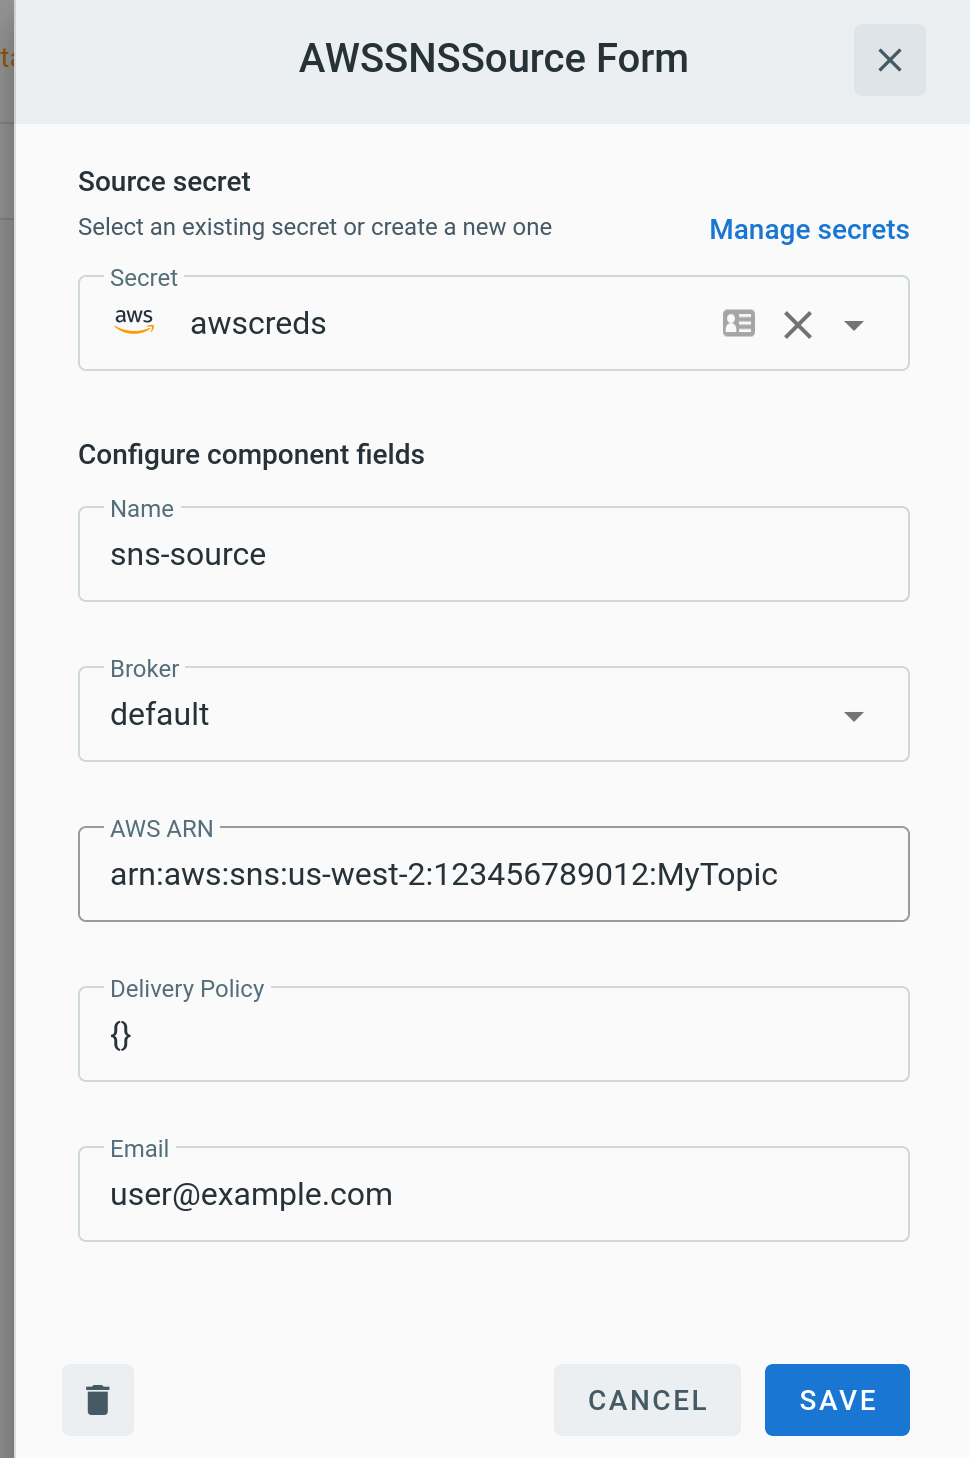 AWSSNSSource Form
Source secret
Select an existing secret or create a new one
Manage secrets
Secret
aws
awscreds
Configure component fields
Name
sns-source
Broker
default
AWS ARN
arn:aws:sns:us-west-2:123456789012:MyTopic
Delivery Policy
{}
Email
user@example.com
CANCEL
SAVE